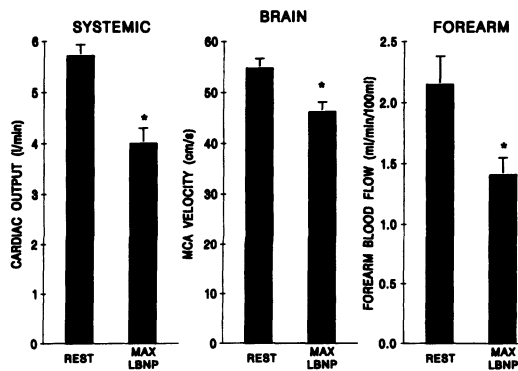 SYSTEMIC
CARDIAC OUTPUT (l/min)
6
5
4
3
2
1
0
*
REST
MAX
LBNP
BRAIN
MCA VELOCITY (cm/s)
60
50
40
30
20
10
0
*
REST
MAX
LBNP
FOREARM
FOREARM BLOOD FLOW (ml/min/100ml)
2.5
2.0
1.5
1.0
0.5
0.0
*
REST
MAX
LBNP